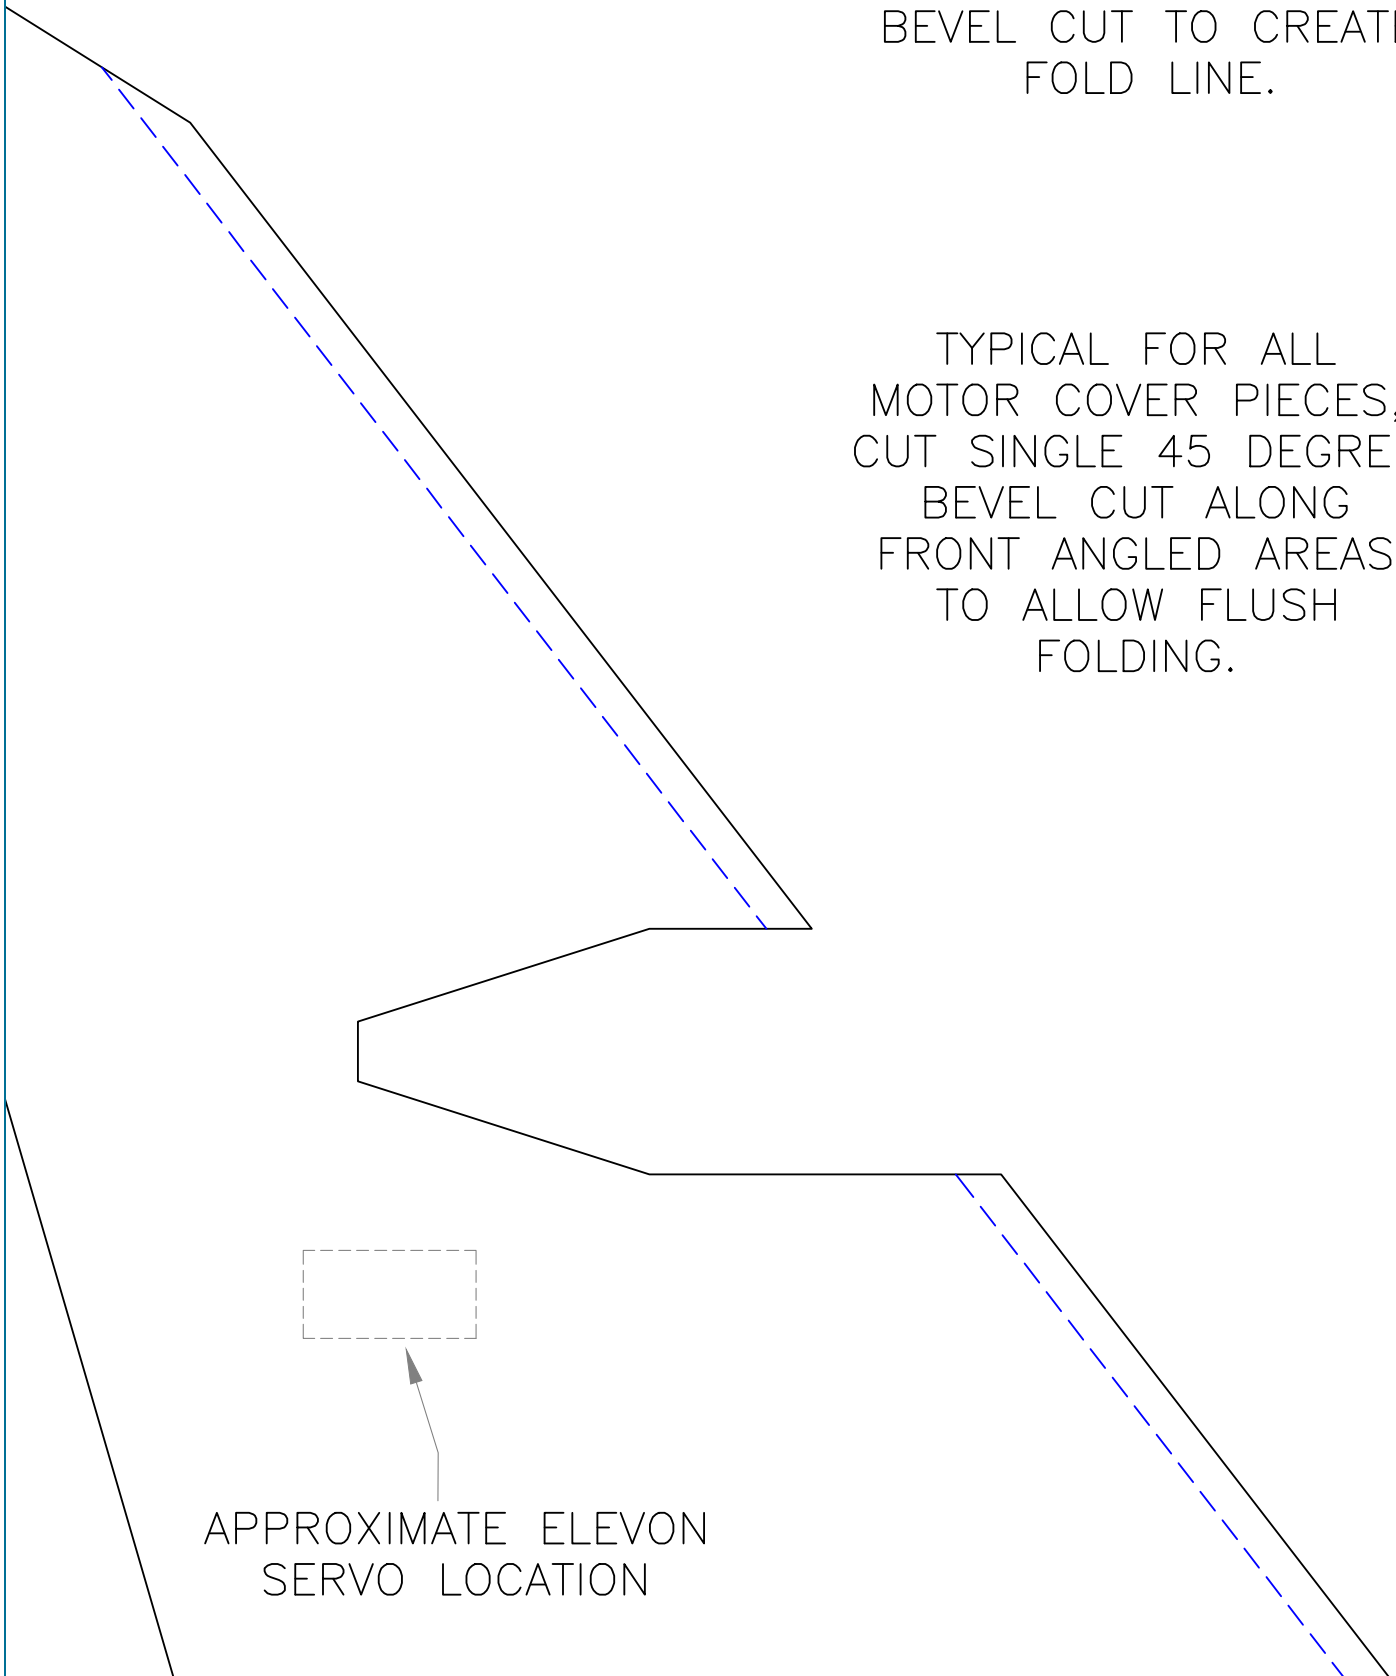 BEVEL CUT TO CREATE
FOLD LINE.
TYPICAL FOR ALL
MOTOR COVER PIECES,
CUT SINGLE 45 DEGRE
BEVEL CUT ALONG
FRONT ANGLED AREAS
TO ALLOW FLUSH
FOLDING.
APPROXIMATE ELEVON
SERVO LOCATION